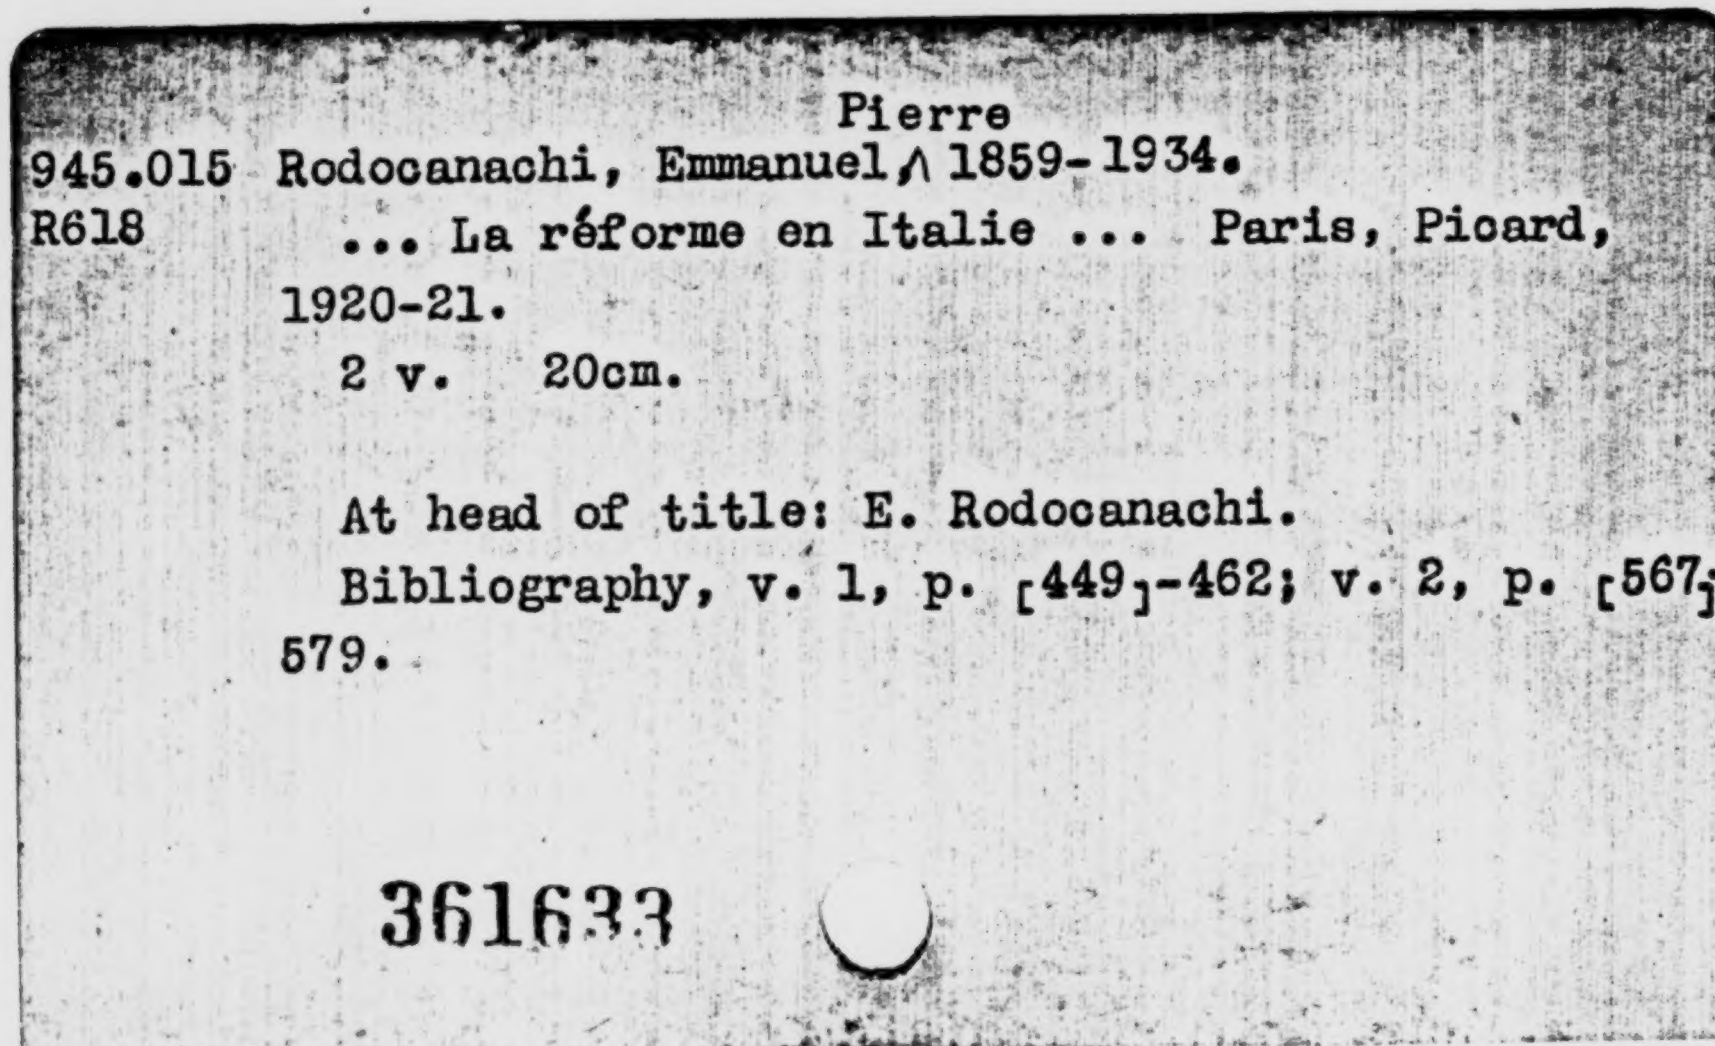 Pierre
945.015 Rodocanachi, Emmanuel ʌ 1859-1934.
R618 ... La réforme en Italie ... Paris, Picard,
1920-21.
2 v. 20cm.
At head of title: E. Rodocanachi.
Bibliography, v. 1, p. [449]-462; v. 2, p. [567]
579.
361633